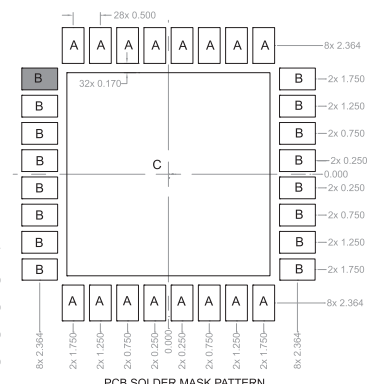 28x 0.500
A A A A A A A A
8x 2.364
32x 0.170
B
B
2x 1.750
B
B
2x 1.250
B
B
2x 0.750
B
B
2x 0.250
C
0.000
B
B
2x 0.250
B
B
2x 0.750
B
B
2x 1.250
B
B
2x 1.750
A A A A A A A A
8x 2.364
8x 2.364
2x 1.750
2x 1.250
2x 0.750
2x 0.250
0.000
2x 0.250
2x 0.750
2x 1.250
2x 1.750
8x 2.364
PCB SOLDER MASK PATTERN